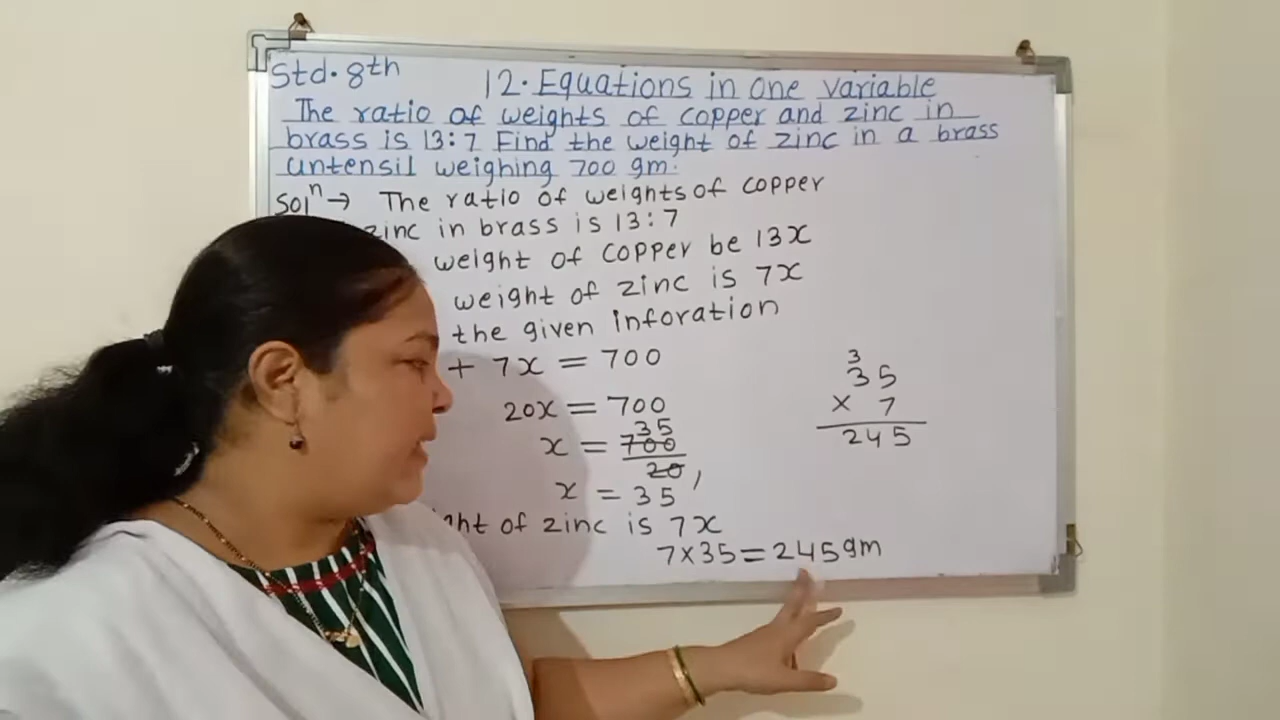 Std. 8th
12. Equations in one variable
The ratio of weights of copper and zinc in
brass is 13:7 Find the weight of zinc in a brass
untensil weighing 700 gm.
Solⁿ → The ratio of weights of copper
zinc in brass is 13:7
weight of copper be 13x
weight of zinc is 7x
the given inforation
+ 7x = 700
20x = 700
35
x = 700
20,
x = 35
of zinc is 7x
7x35 = 245gm
3
35
x 7
245